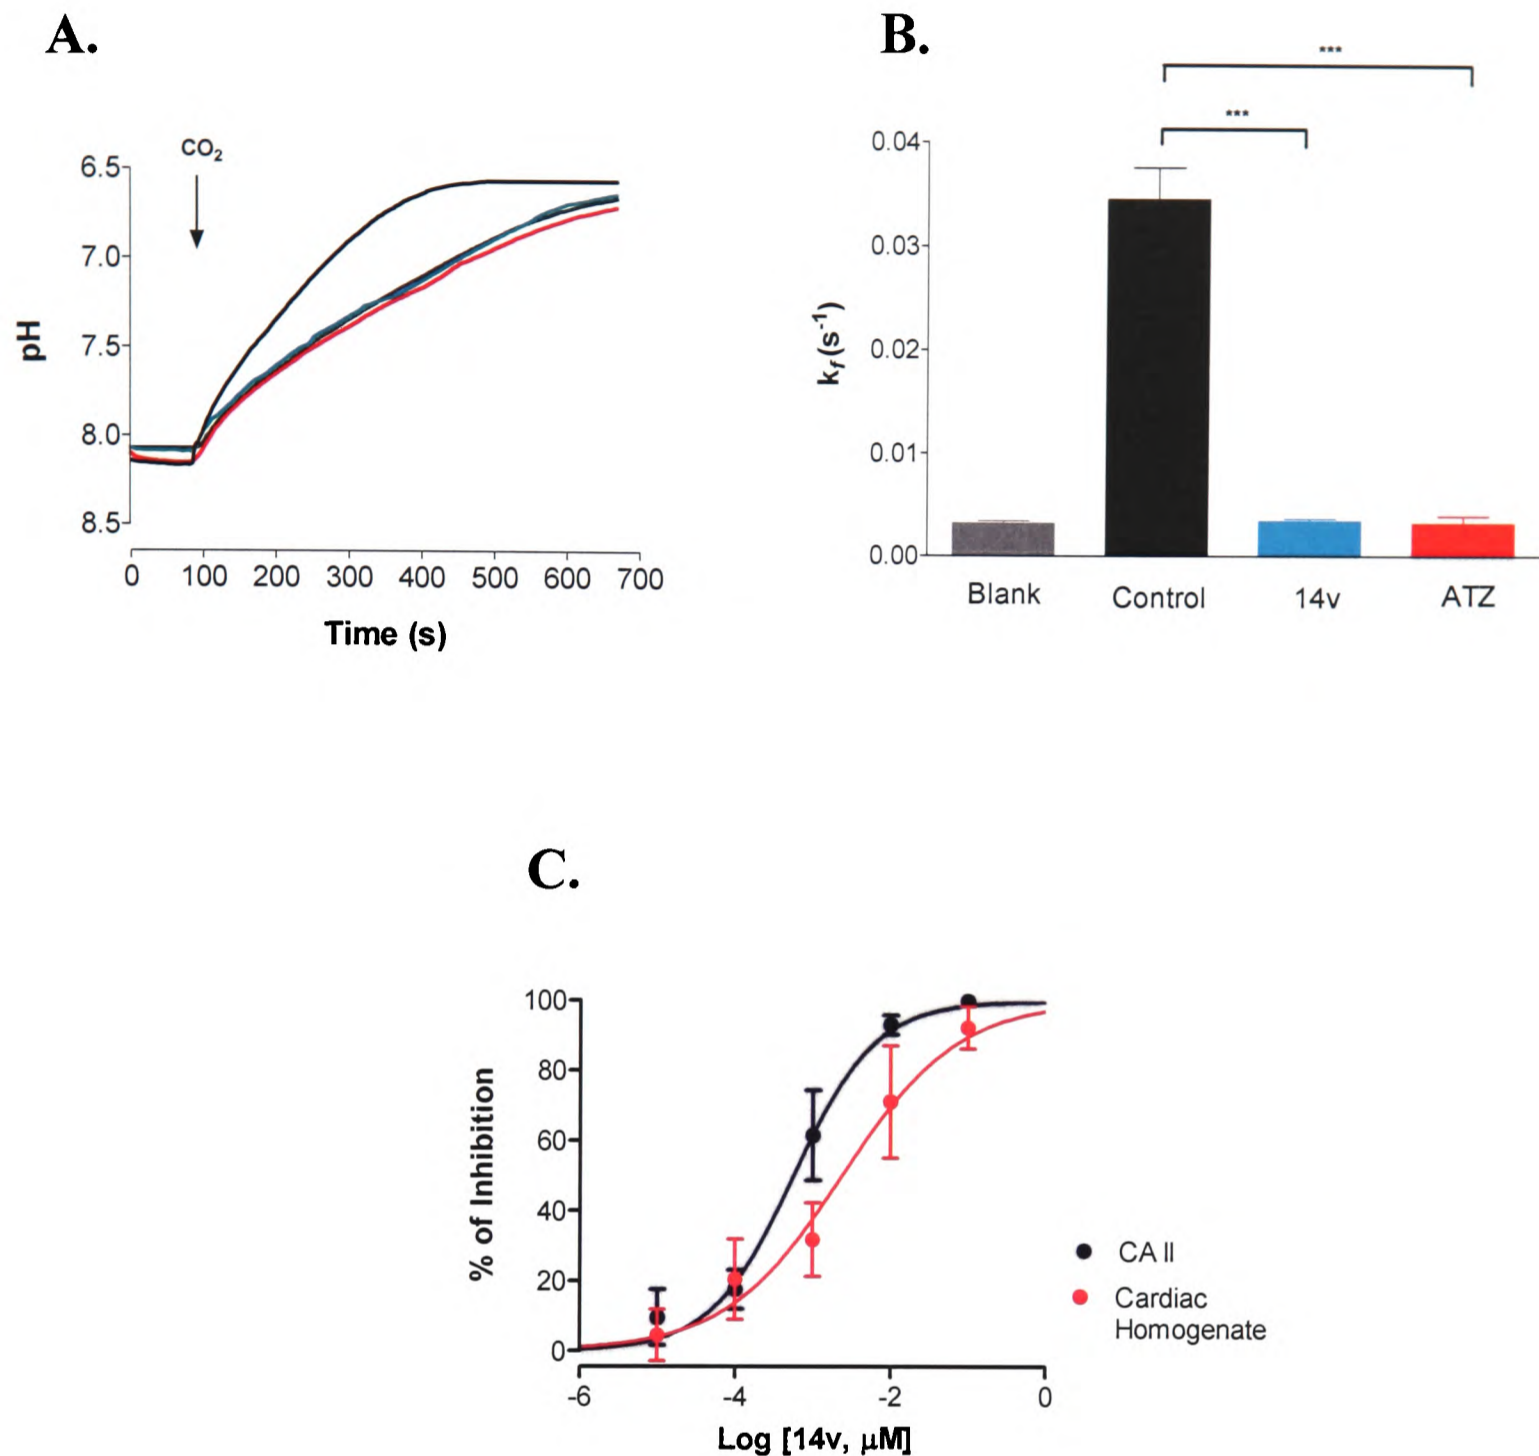 A.
CO2
6.5
7.0
7.5
8.0
8.5
pH
0 100 200 300 400 500 600 700
Time (s)
B.
***
***
0.04
0.03
0.02
0.01
0.00
kf (s-1)
Blank Control 14v ATZ
C.
100
80
60
40
20
0
% of Inhibition
-6 -4 -2 0
Log [14v, μM]
CA II
Cardiac
Homogenate